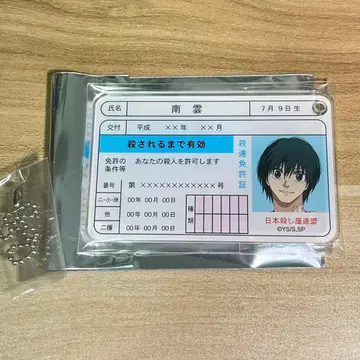 氏名 南雲 7月9日生
交付 平成 ××年 ××月
殺されるまで有効
免許の条件等 あなたの殺人を許可します
番号 第 ×××××××××××××号
二・小・原 00年 00月 00日
他 00年 00月 00日
二種 00年 00月 00日
種類
殺連免許証
日本殺し屋連盟
©YS/S,SP